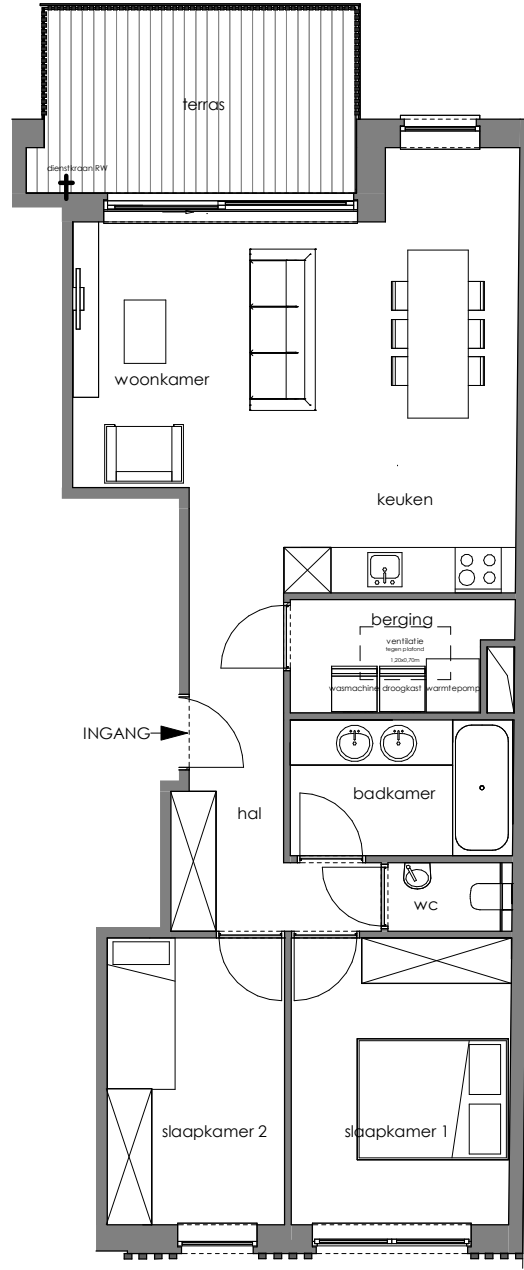 terras
dienstkraan RW
woonkamer
keuken
berging
ventilatie
tegen plafond
1,20x0,70m
wasmachine droogkast warmtepomp
INGANG
badkamer
hal
wc
slaapkamer 2
slaapkamer 1